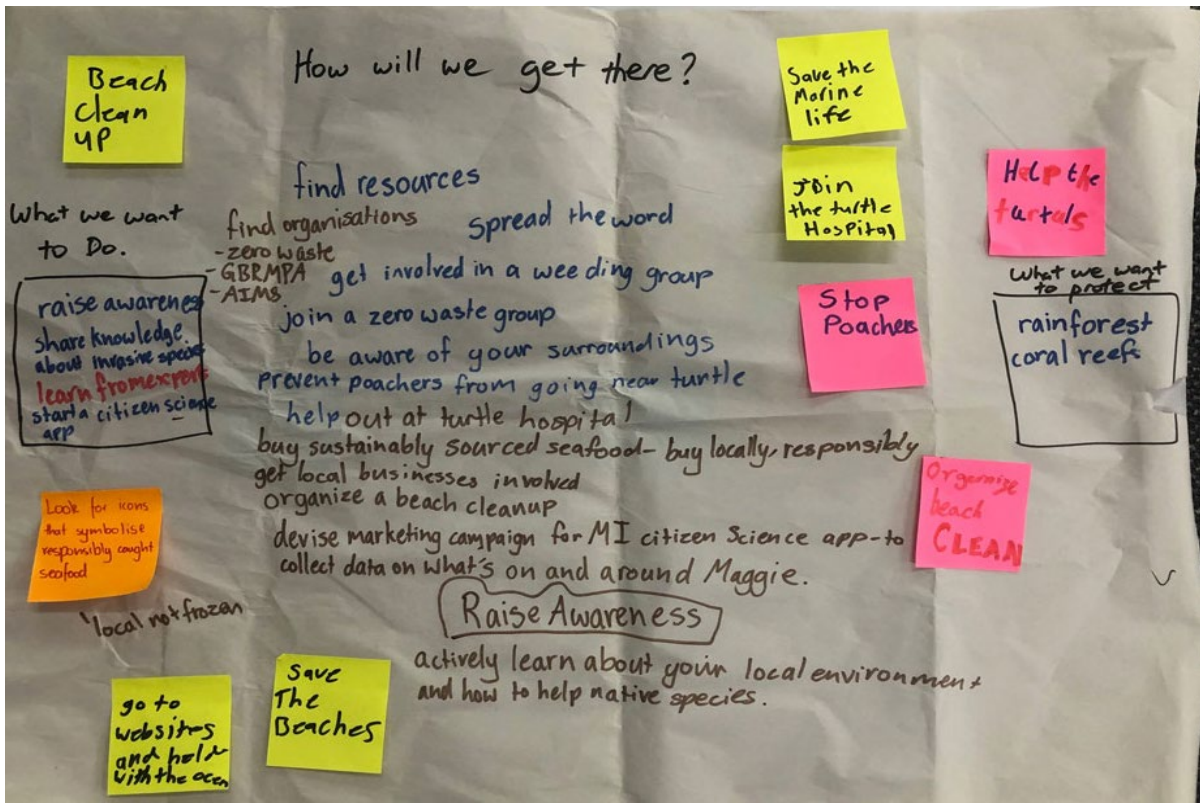 How will we get there?
Beach
Clean
UP
Save the
Marine
life
Join
the turtle
Hospital
Help the
turtals
What we want
to Do.
raise awareness
share knowledge
about invasive species
learn from experts
start a citizen science
app
find resources
find organisations
- zero waste
- GBRMPA
- AIMS
spread the word
get involved in a weeding group
join a zero waste group
be aware of your surroundings
prevent poachers from going near turtle
help out at turtle hospital
buy sustainably sourced seafood - buy locally, responsibly
get local businesses involved
organize a beach cleanup
devise marketing campaign for MI citizen Science app - to
collect data on what's on and around Maggie.
Raise Awareness
actively learn about your local environment
and how to help native species.
Stop
Poachers
What we want
to protect
rainforest
coral reefs
Orgenize
beach
CLEAN
Look for icons
that symbolise
responsibly caught
seafood
local not frozen
go to
websites
and
with the
Save
The
Beaches